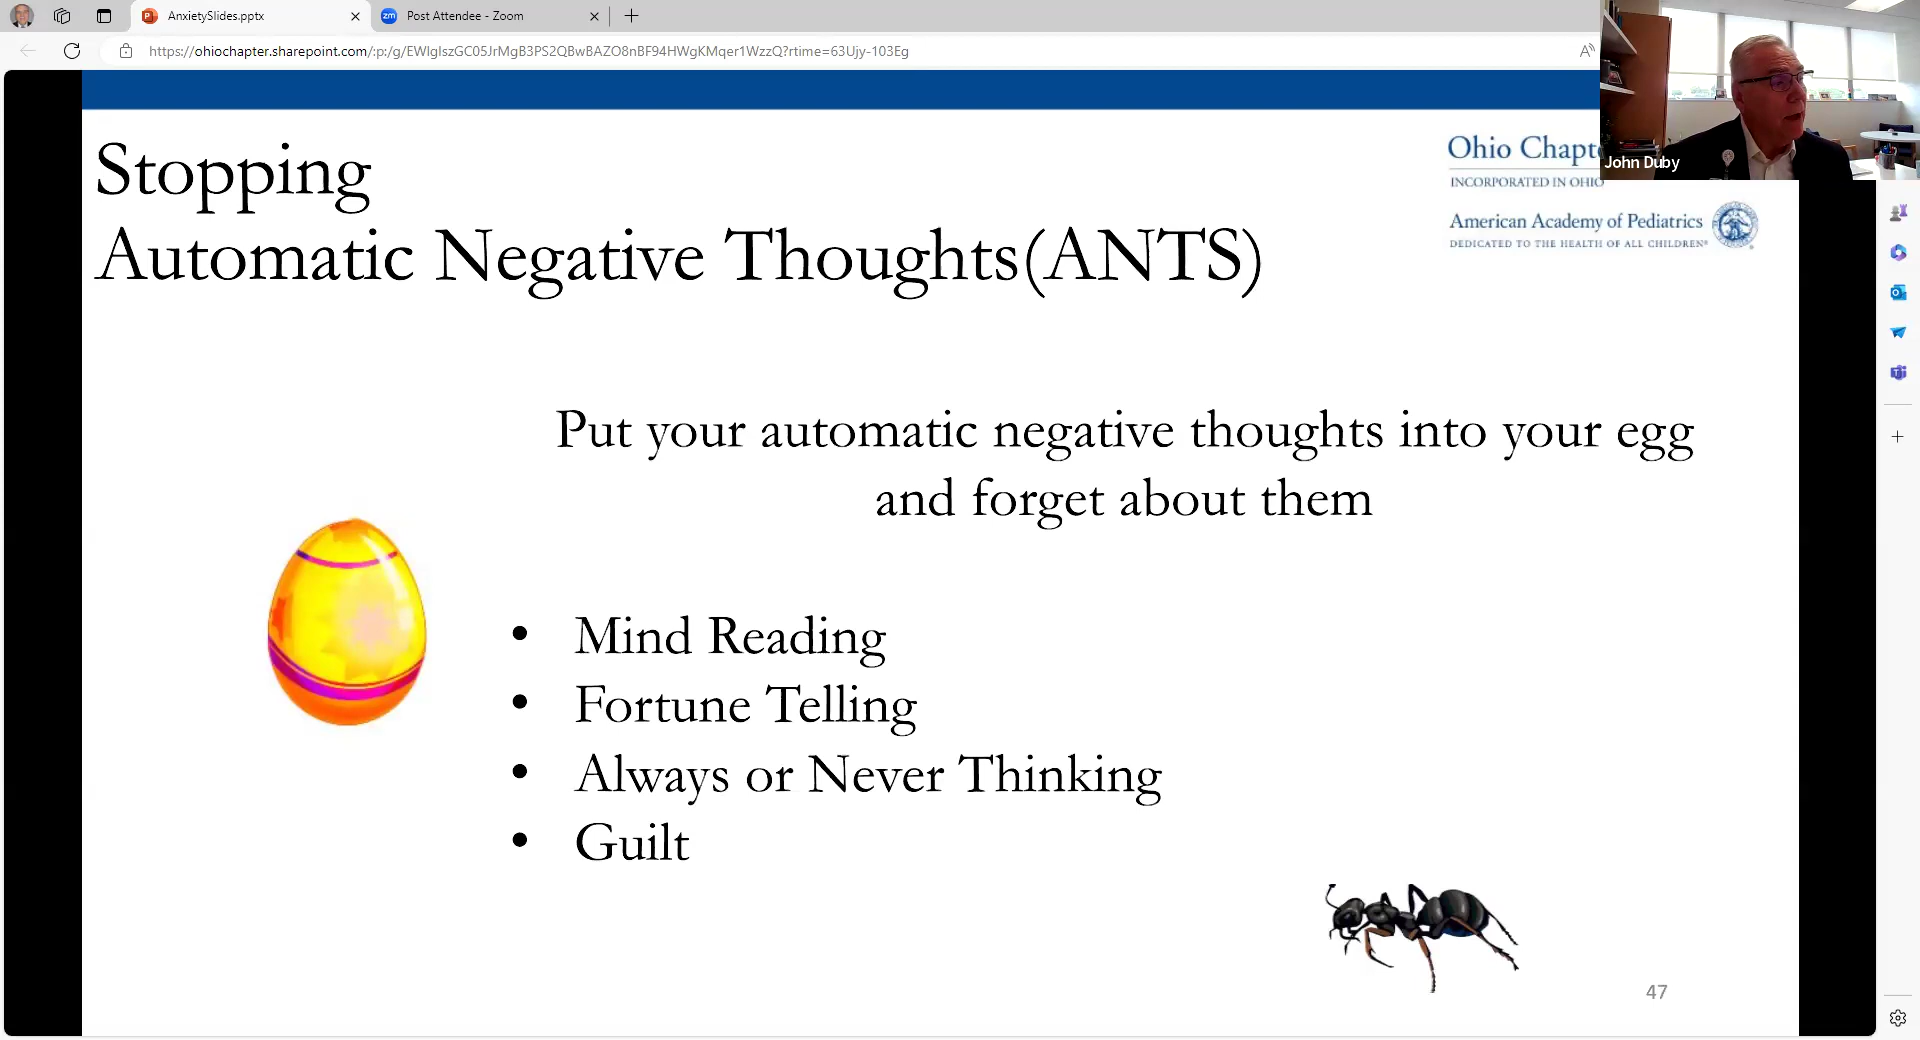 AnxietySlides.pptx
zm Post Attendee - Zoom
https://ohiochapter.sharepoint.com/:p:/g/EWIgIszGC05JrMgB3PS2QBwBAZO8nBF94HWgKMqer1WzzQ?rtime=63Ujy-103Eg
John Duby
Stopping
Automatic Negative Thoughts(ANTS)
Ohio Chapt
INCORPORATED IN OHIO
American Academy of Pediatrics
DEDICATED TO THE HEALTH OF ALL CHILDREN®
Put your automatic negative thoughts into your egg
and forget about them
• Mind Reading
• Fortune Telling
• Always or Never Thinking
• Guilt
47